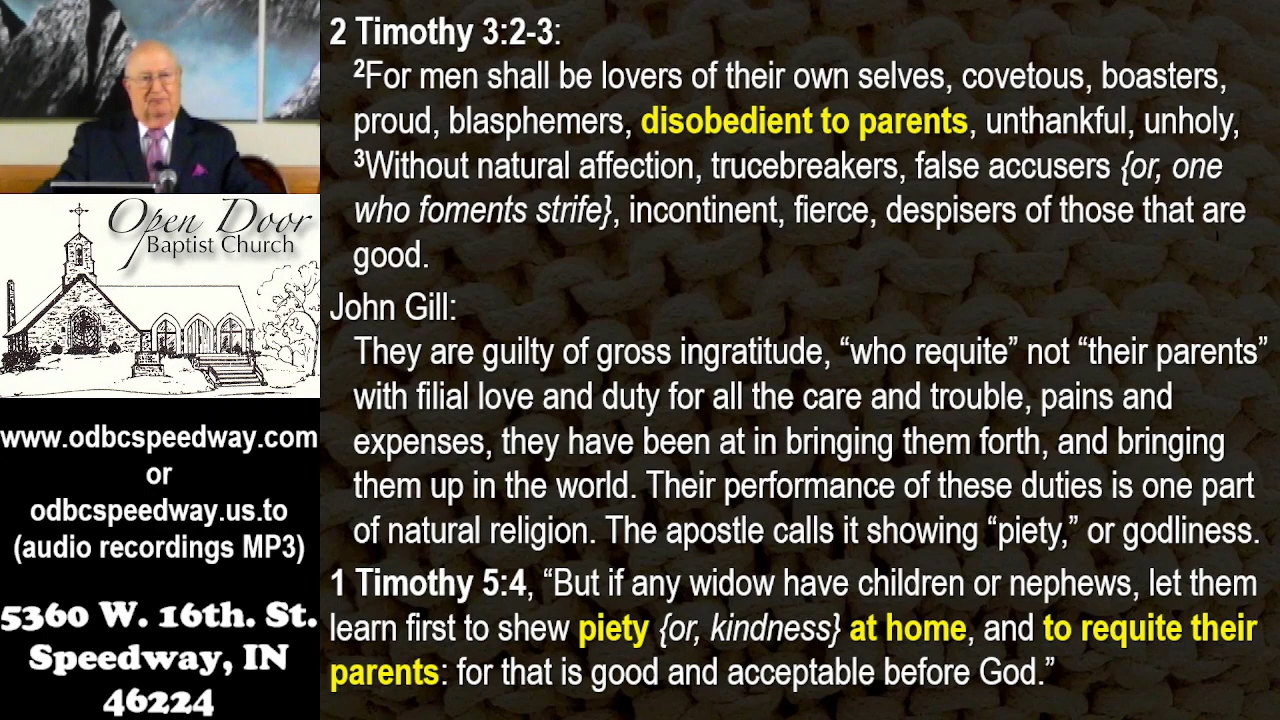 Open Door
Baptist Church
www.odbcspeedway.com
or
odbcspeedway.us.to
(audio recordings MP3)
5360 W. 16th. St.
Speedway, IN
46224
2 Timothy 3:2-3:
²For men shall be lovers of their own selves, covetous, boasters,
proud, blasphemers, disobedient to parents, unthankful, unholy,
³Without natural affection, trucebreakers, false accusers {or, one
who foments strife}, incontinent, fierce, despisers of those that are
good.
John Gill:
They are guilty of gross ingratitude, “who requite” not “their parents”
with filial love and duty for all the care and trouble, pains and
expenses, they have been at in bringing them forth, and bringing
them up in the world. Their performance of these duties is one part
of natural religion. The apostle calls it showing “piety,” or godliness.
1 Timothy 5:4, “But if any widow have children or nephews, let them
learn first to shew piety {or, kindness} at home, and to requite their
parents: for that is good and acceptable before God.”